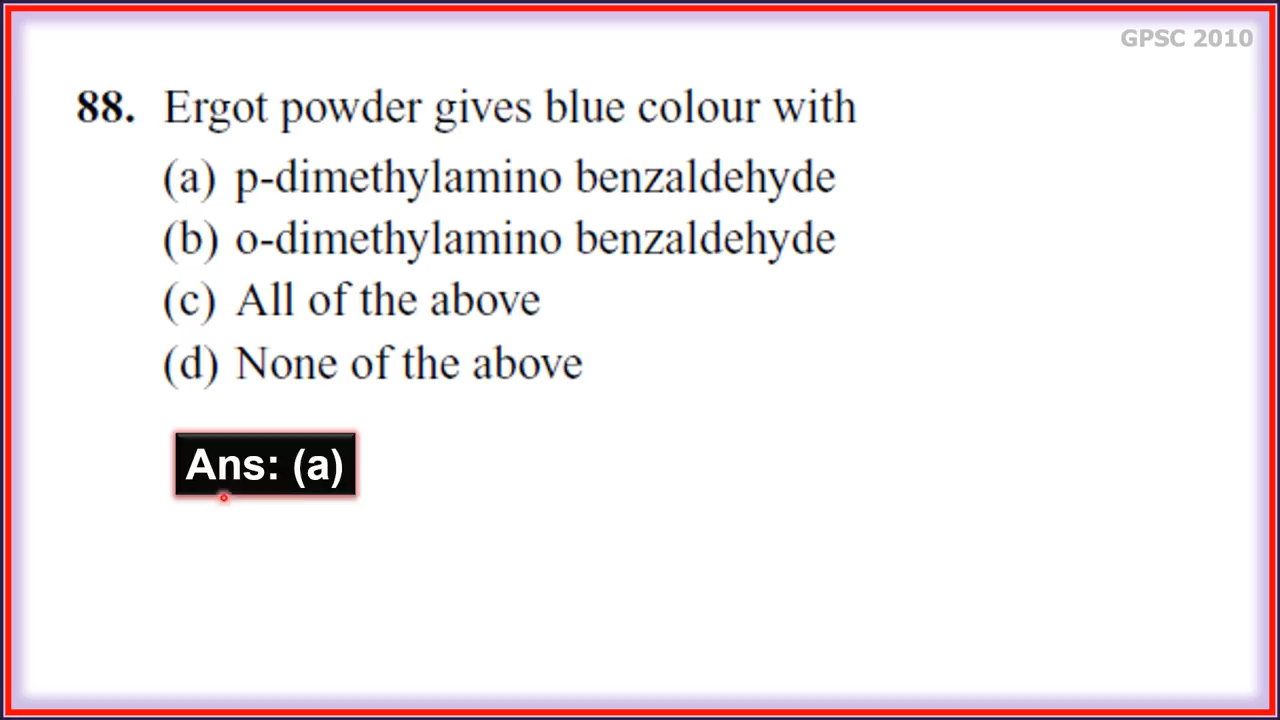 GPSC 2010
88. Ergot powder gives blue colour with
(a) p-dimethylamino benzaldehyde
(b) o-dimethylamino benzaldehyde
(c) All of the above
(d) None of the above
Ans: (a)